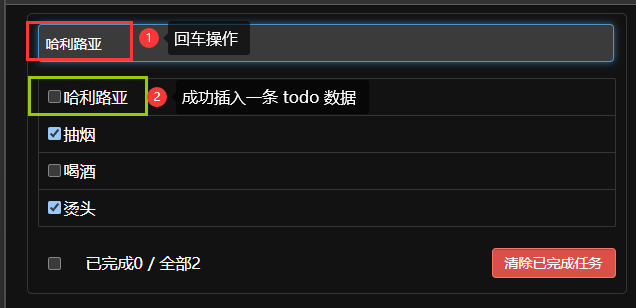 哈利路亚 1 回车操作
哈利路亚 2 成功插入一条 todo 数据
抽烟
喝酒
烫头
已完成0 / 全部2 清除已完成任务